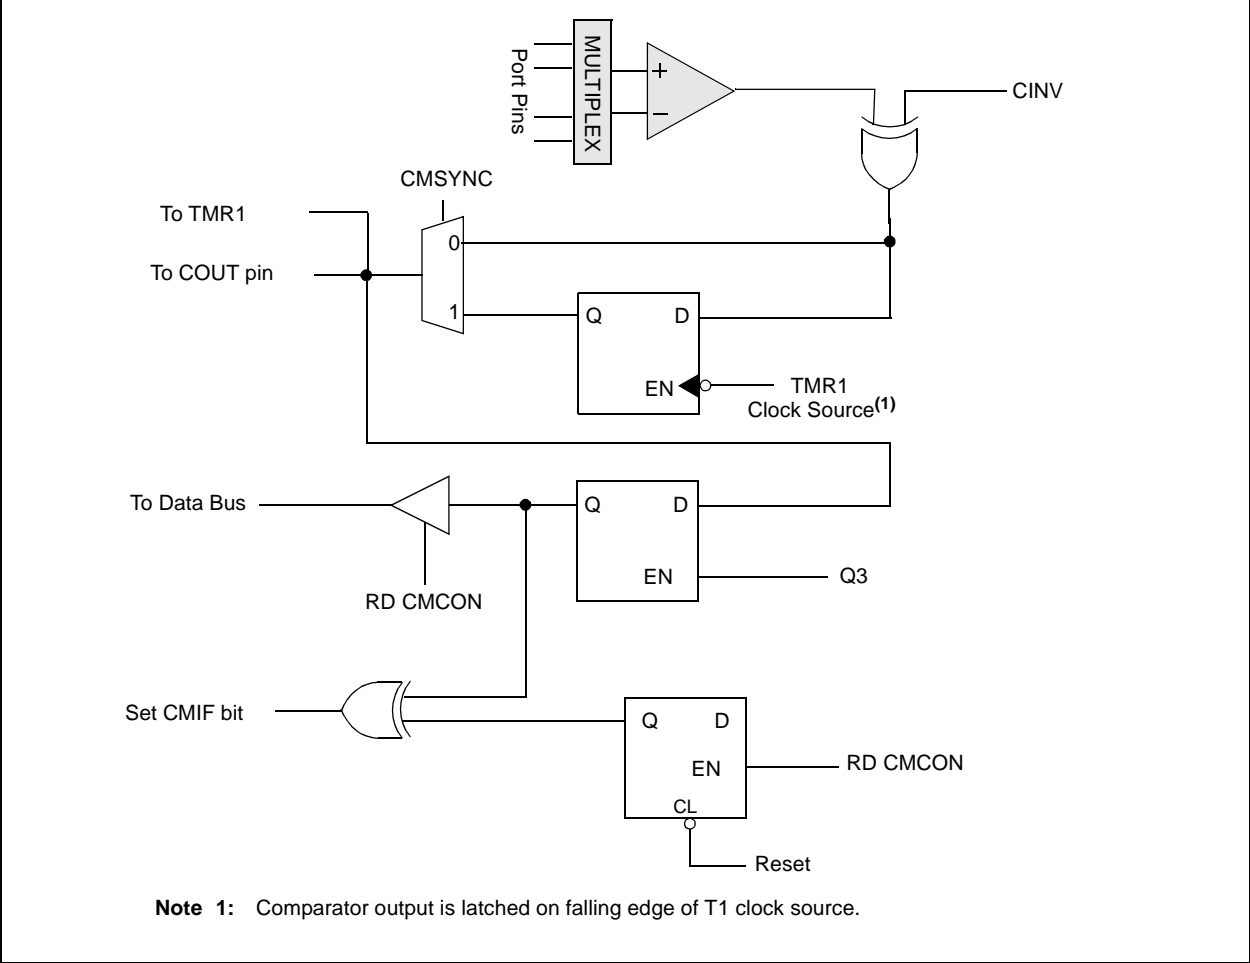 MULTIPLEX
Port Pins
+
−
CINV
CMSYNC
To TMR1
0
To COUT pin
1
Q D
EN
TMR1
Clock Source(1)
To Data Bus
Q D
EN
Q3
RD CMCON
Set CMIF bit
Q D
EN
RD CMCON
CL
Reset
Note 1: Comparator output is latched on falling edge of T1 clock source.